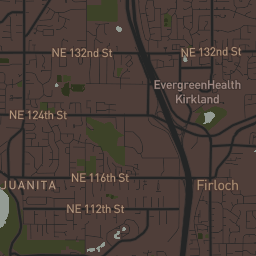 NE 132nd St
NE 132nd St
EvergreenHealth
Kirkland
NE 124th St
NE 116th St
JUANITA
Firloch
NE 112th St